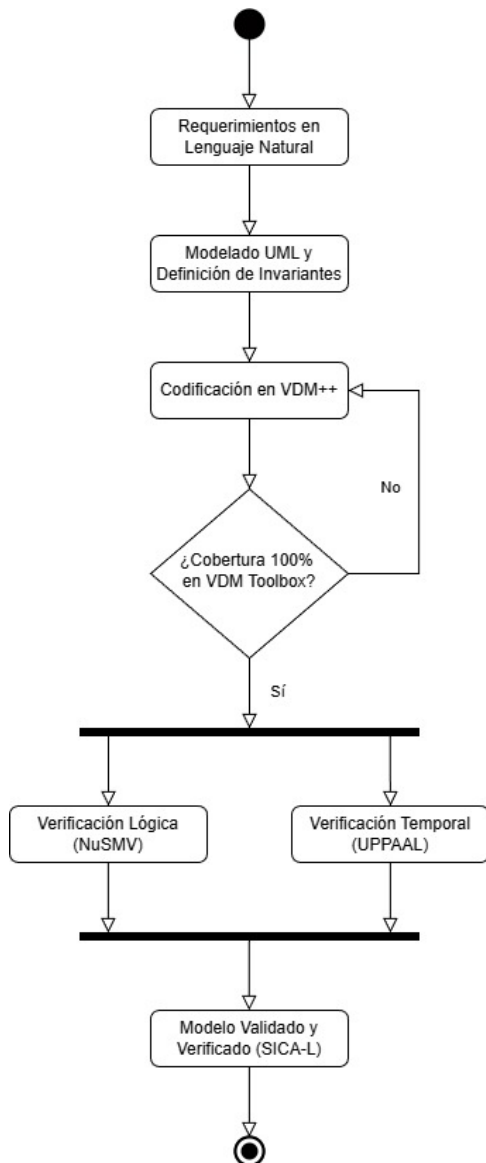 Requerimientos en
Lenguaje Natural
Modelado UML y
Definición de Invariantes
Codificación en VDM++
No
¿Cobertura 100%
en VDM Toolbox?
Sí
Verificación Lógica
(NuSMV)
Verificación Temporal
(UPPAAL)
Modelo Validado y
Verificado (SICA-L)